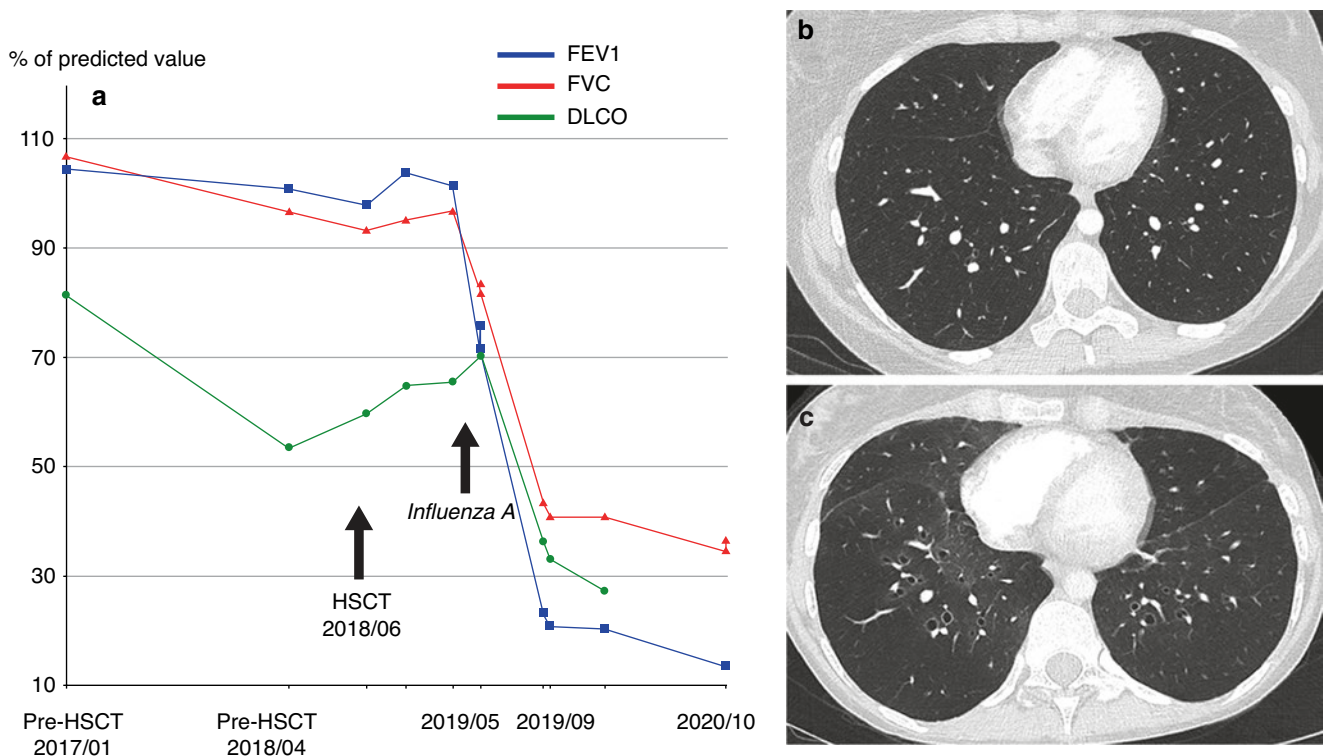 % of predicted value
a
FEV1
FVC
DLCO
110
90
70
50
30
10
Influenza A
HSCT
2018/06
Pre-HSCT
2017/01
Pre-HSCT
2018/04
2019/05
2019/09
2020/10
b
c